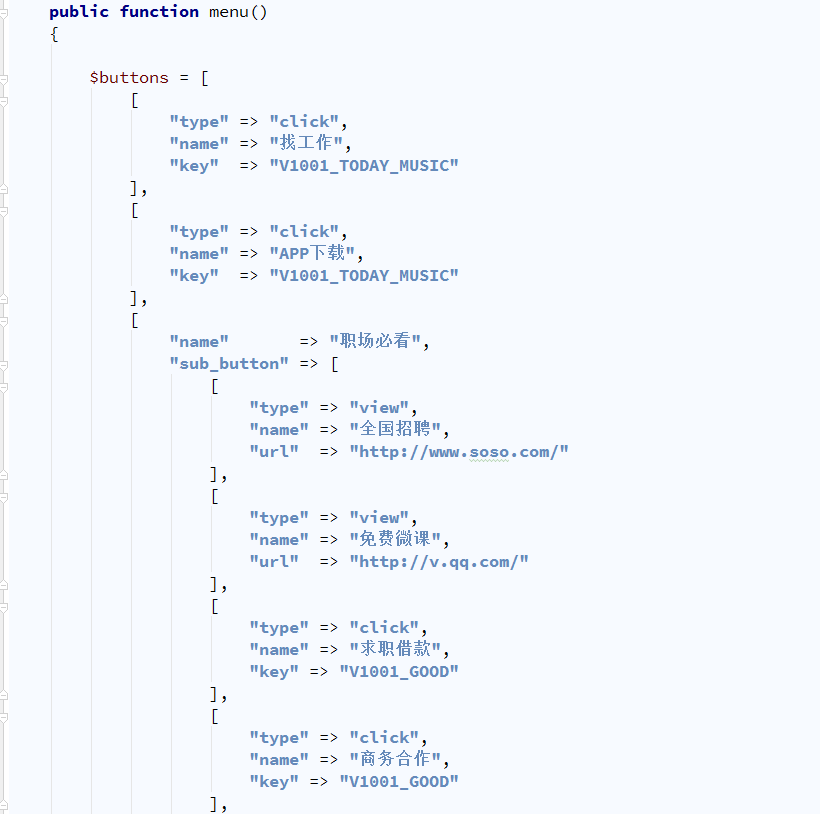 public function menu()
{
$buttons = [
[
"type" => "click",
"name" => "找工作",
"key"  => "V1001_TODAY_MUSIC"
],
[
"type" => "click",
"name" => "APP下载",
"key"  => "V1001_TODAY_MUSIC"
],
[
"name"       => "职场必看",
"sub_button" => [
[
"type" => "view",
"name" => "全国招聘",
"url"  => "http://www.soso.com/"
],
[
"type" => "view",
"name" => "免费微课",
"url"  => "http://v.qq.com/"
],
[
"type" => "click",
"name" => "求职借款",
"key" => "V1001_GOOD"
],
[
"type" => "click",
"name" => "商务合作",
"key" => "V1001_GOOD"
],